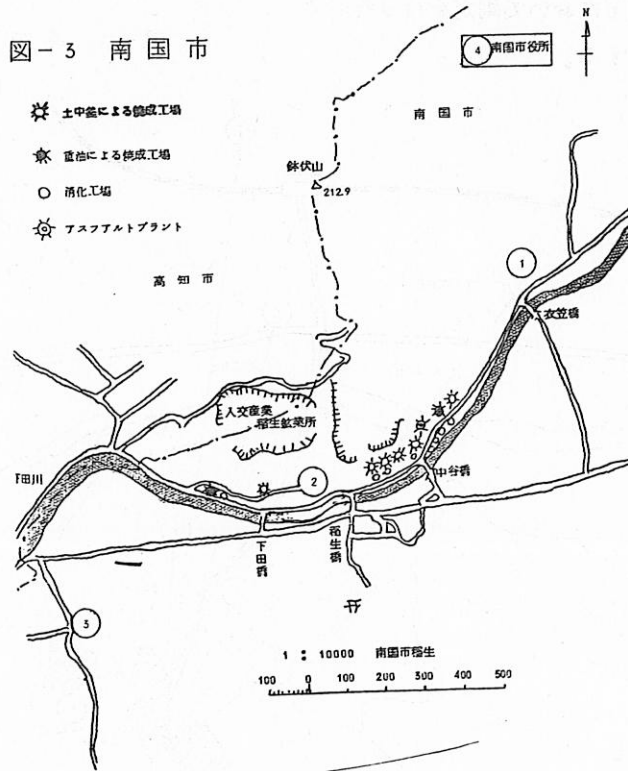 図-3 南国市
N
④ 南国市役所
土中釜による焼成工場
重油による焼成工場
消化工場
アスファルトプラント
南国市
鉢伏山
212.9
高知市
①
衣笠橋
入交産業
稲生鉱業所
中谷橋
②
下田川
下田橋
稲生橋
③
1 : 10000 南国市稲生
100 0 100 200 300 400 500